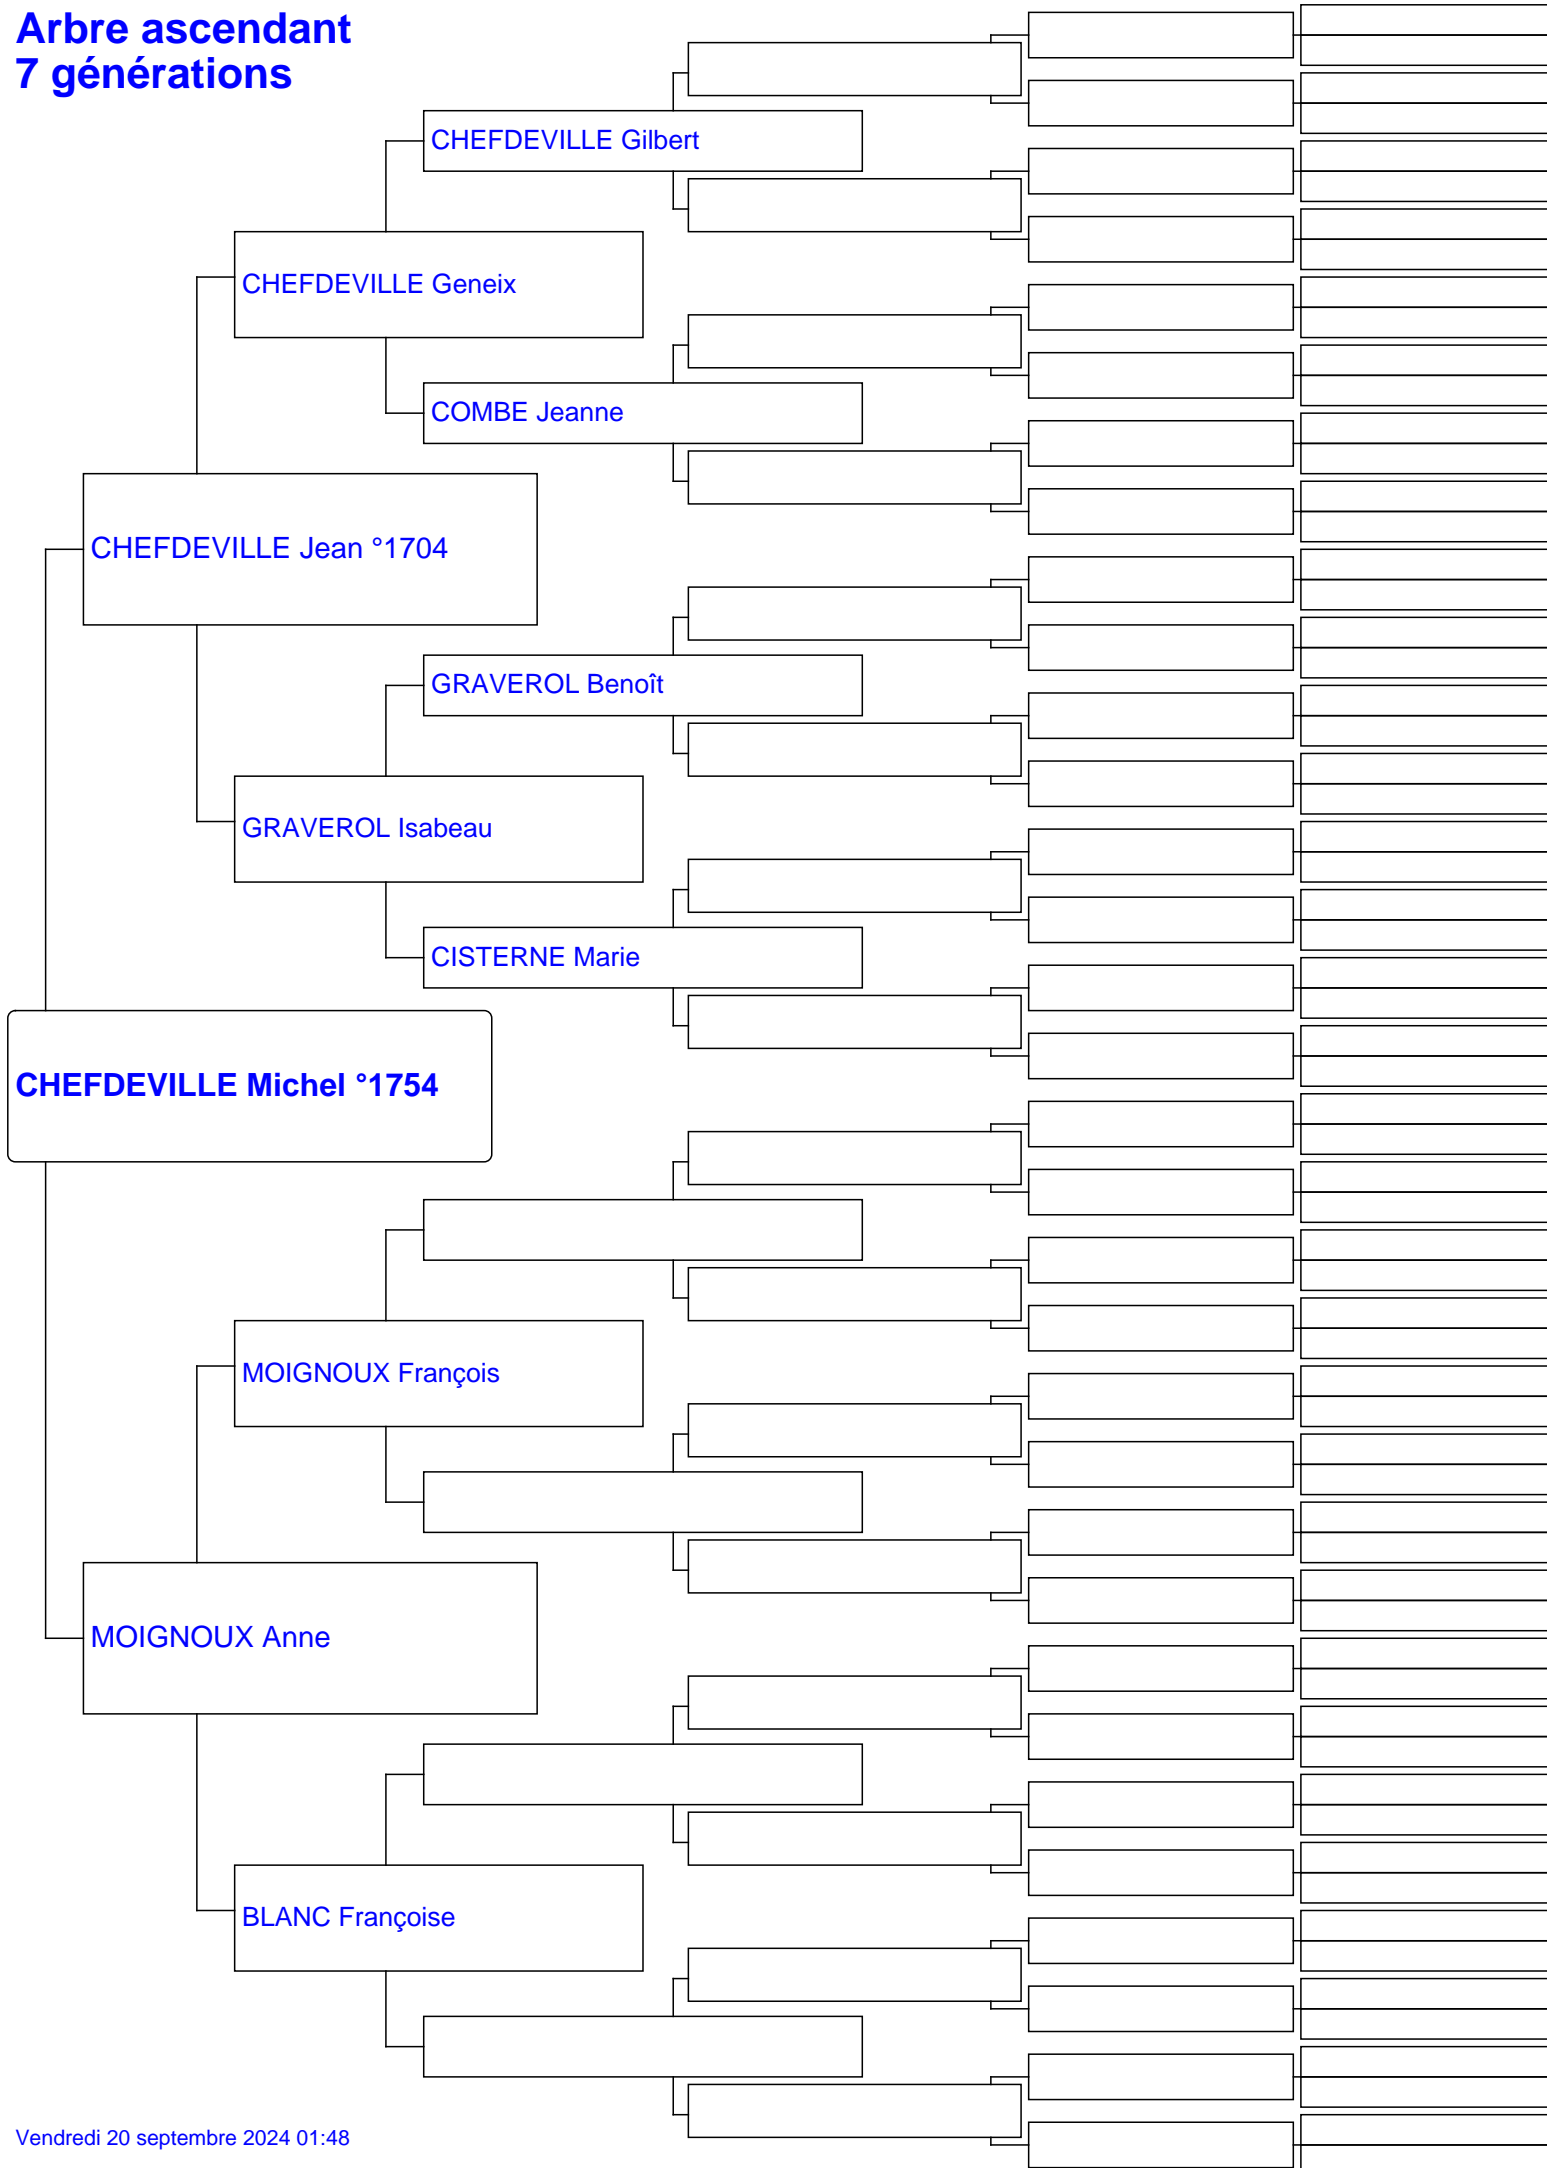 Arbre ascendant
7 générations
CHEFDEVILLE Gilbert
CHEFDEVILLE Geneix
COMBE Jeanne
CHEFDEVILLE Jean °1704
GRAVEROL Benoît
GRAVEROL Isabeau
CISTERNE Marie
CHEFDEVILLE Michel °1754
MOIGNOUX François
MOIGNOUX Anne
BLANC Françoise
Vendredi 20 septembre 2024 01:48